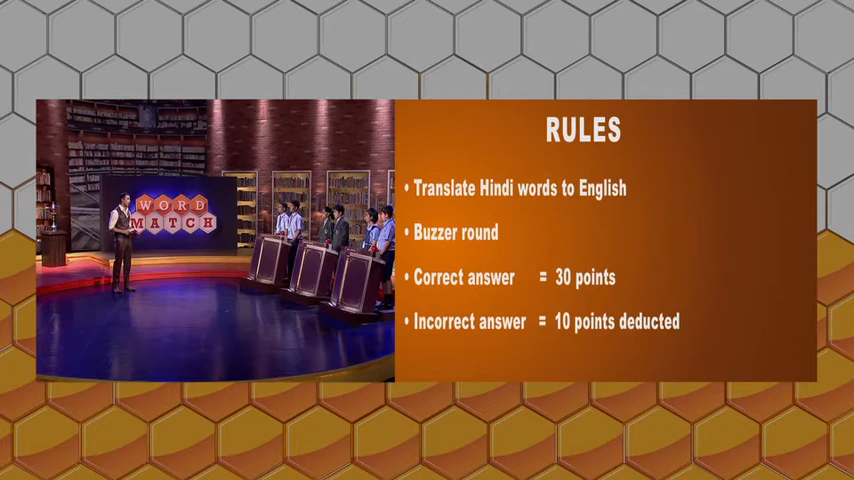 WORD
MATCH
RULES
• Translate Hindi words to English
• Buzzer round
• Correct answer = 30 points
• Incorrect answer = 10 points deducted